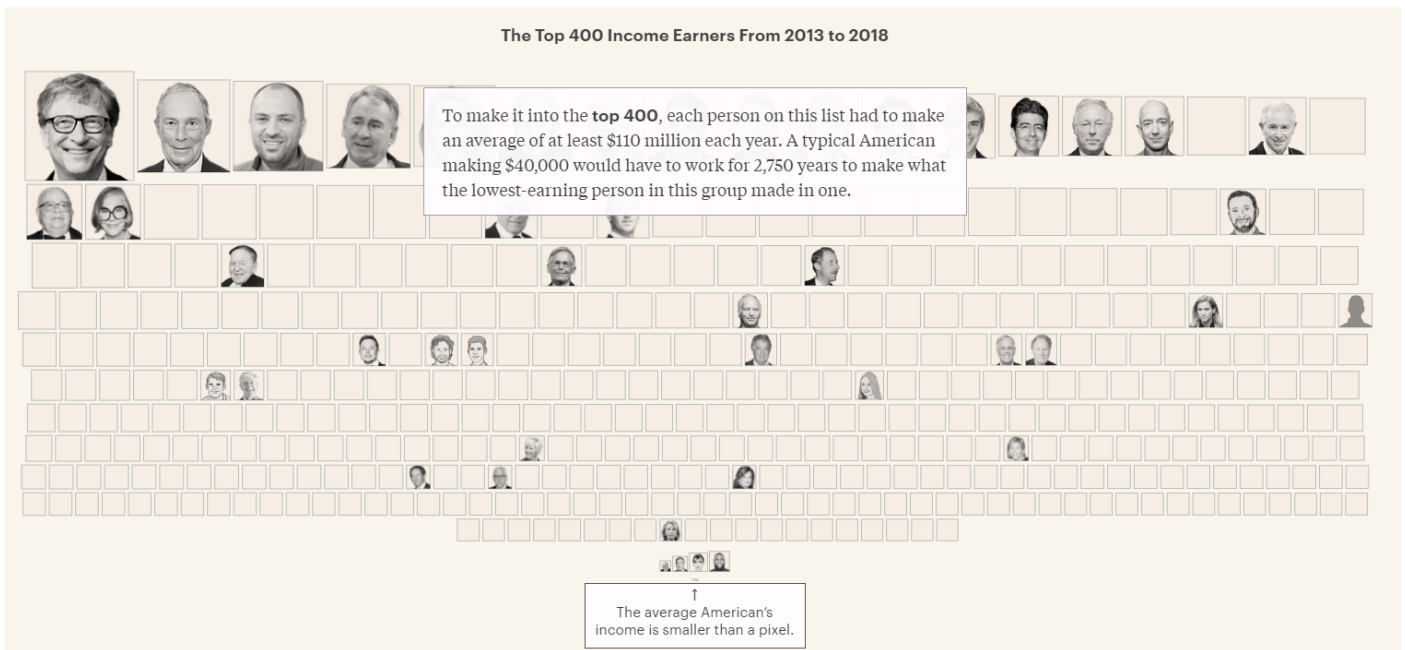 The Top 400 Income Earners From 2013 to 2018
To make it into the top 400, each person on this list had to make
an average of at least $110 million each year. A typical American
making $40,000 would have to work for 2,750 years to make what
the lowest-earning person in this group made in one.
↑
The average American's
income is smaller than a pixel.